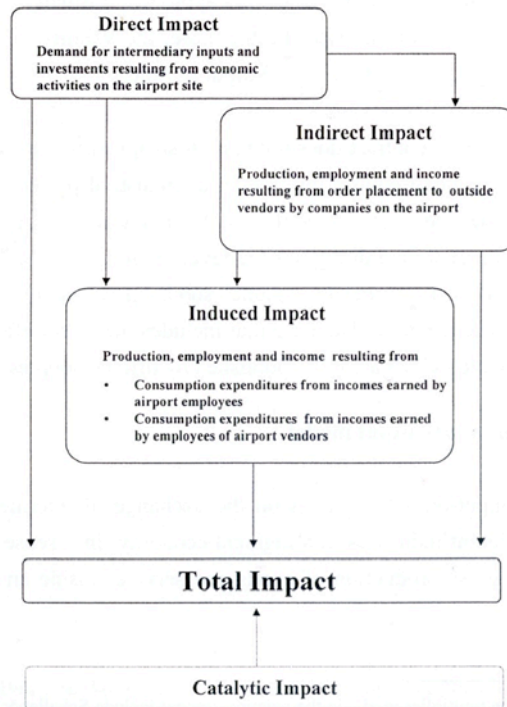 Direct Impact
Demand for intermediary inputs and
investments resulting from economic
activities on the airport site
Indirect Impact
Production, employment and income
resulting from order placement to outside
vendors by companies on the airport
Induced Impact
Production, employment and income resulting from
• Consumption expenditures from incomes earned by
airport employees
• Consumption expenditures from incomes earned
by employees of airport vendors
Total Impact
Catalytic Impact